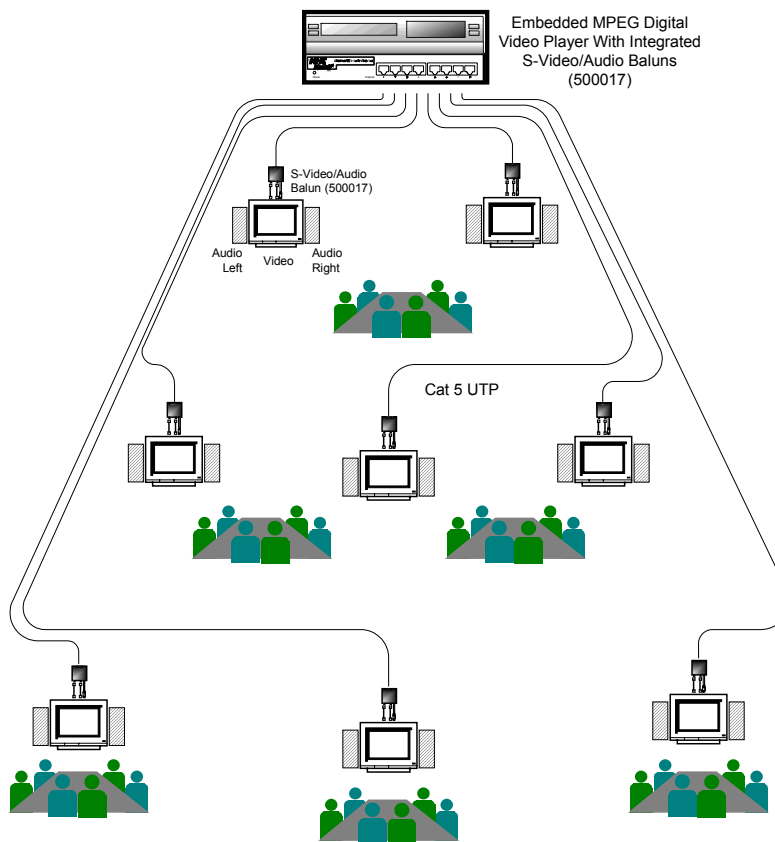 Embedded MPEG Digital
Video Player With Integrated
S-Video/Audio Baluns
(500017)
S-Video/Audio
Balun (500017)
Audio
Left
Video
Audio
Right
Cat 5 UTP